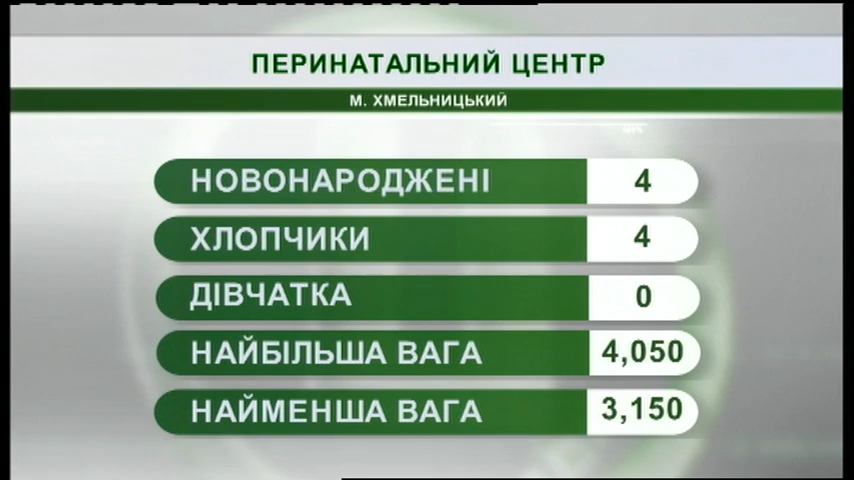 ПЕРИНАТАЛЬНИЙ ЦЕНТР
М. ХМЕЛЬНИЦЬКИЙ
НОВОНАРОДЖЕНІ 4
ХЛОПЧИКИ 4
ДІВЧАТКА 0
НАЙБІЛЬША ВАГА 4,050
НАЙМЕНША ВАГА 3,150